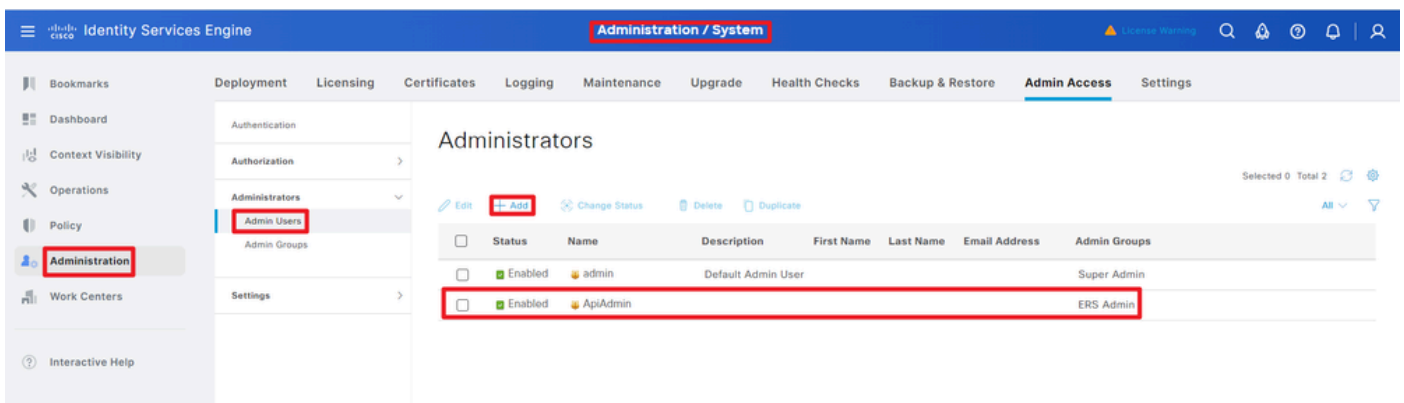 cisco Identity Services Engine
Administration / System
License Warning
Bookmarks
Dashboard
Context Visibility
Operations
Policy
Administration
Work Centers
Interactive Help
Deployment Licensing Certificates Logging Maintenance Upgrade Health Checks Backup & Restore Admin Access Settings
Authentication
Authorization
Administrators
Admin Users
Admin Groups
Settings
Administrators
Selected 0 Total 2
Edit + Add Change Status Delete Duplicate
All
Status Name Description First Name Last Name Email Address Admin Groups
Enabled admin Default Admin User Super Admin
Enabled ApiAdmin ERS Admin